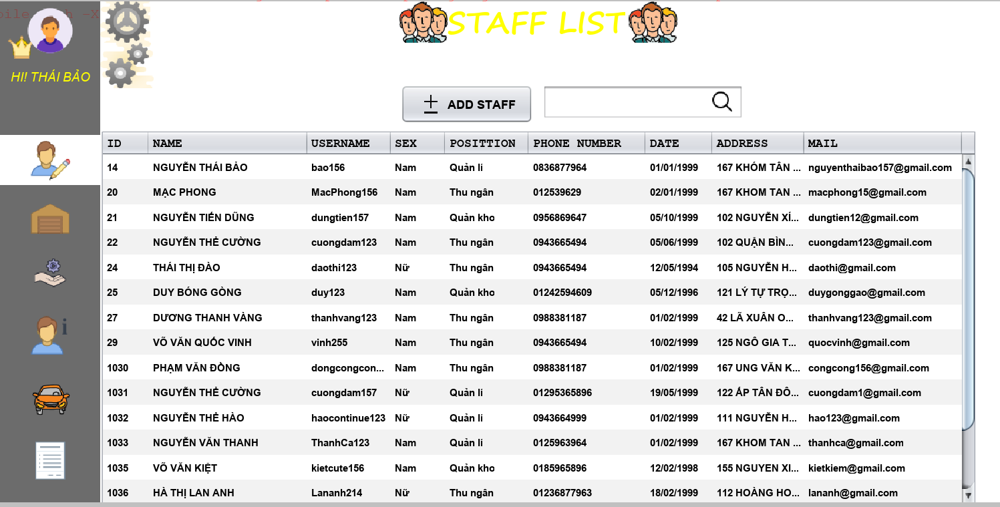 STAFF LIST
HI! THÁI BẢO
ADD STAFF
ID NAME USERNAME SEX POSITTION PHONE NUMBER DATE ADDRESS MAIL
14 NGUYỄN THÁI BẢO bao156 Nam Quản lí 0836877964 01/01/1999 167 KHÓM TÂN ... nguyenthaibao157@gmail.com
20 MẠC PHONG MacPhong156 Nam Thu ngân 012539629 02/01/1999 167 KHOM TAN ... macphong15@gmail.com
21 NGUYỄN TIẾN DŨNG dungtien157 Nam Quản kho 0956869647 05/10/1999 102 NGUYỄN XÍ... dungtien12@gmail.com
22 NGUYỄN THẾ CƯỜNG cuongdam123 Nam Thu ngân 0943665494 05/06/1999 102 QUẬN BÌN... cuongdam123@gmail.com
24 THÁI THỊ ĐÀO daothi123 Nữ Thu ngân 0943665494 12/05/1994 105 NGUYỄN H... daothi@gmail.com
25 DUY BÓNG GÒNG duy123 Nam Quản kho 01242594609 05/12/1996 121 LÝ TỰ TRỌ... duygonggao@gmail.com
27 DƯƠNG THANH VÀNG thanhvang123 Nam Thu ngân 0988381187 01/02/1999 42 LÃ XUÂN O... thanhvang123@gmail.com
29 VÕ VĂN QUỐC VINH vinh255 Nam Thu ngân 0943665494 10/02/1999 125 NGÔ GIA T... quocvinh@gmail.com
1030 PHẠM VĂN ĐỒNG dongcongcon... Nam Thu ngân 0988381187 01/02/1999 167 UNG VĂN K... congcong156@gmail.com
1031 NGUYỄN THẾ CƯỜNG cuongdam157 Nữ Quản lí 01295365896 19/05/1999 122 ẤP TÂN ĐÔ... cuongdam1@gmail.com
1032 NGUYỄN THẾ HÀO haocontinue123 Nữ Quản lí 0943664999 01/02/1999 111 NGUYỄN H... hao123@gmail.com
1033 NGUYỄN VĂN THANH ThanhCa123 Nam Quản lí 0125963964 01/02/1999 167 KHOM TAN ... thanhca@gmail.com
1035 VÕ VĂN KIỆT kietcute156 Nam Quản kho 0185965896 12/02/1998 155 NGUYEN XI... kietkiem@gmail.com
1036 HÀ THỊ LAN ANH Lananh214 Nữ Thu ngân 01236877963 18/02/1999 112 HOÀNG HO... lananh@gmail.com